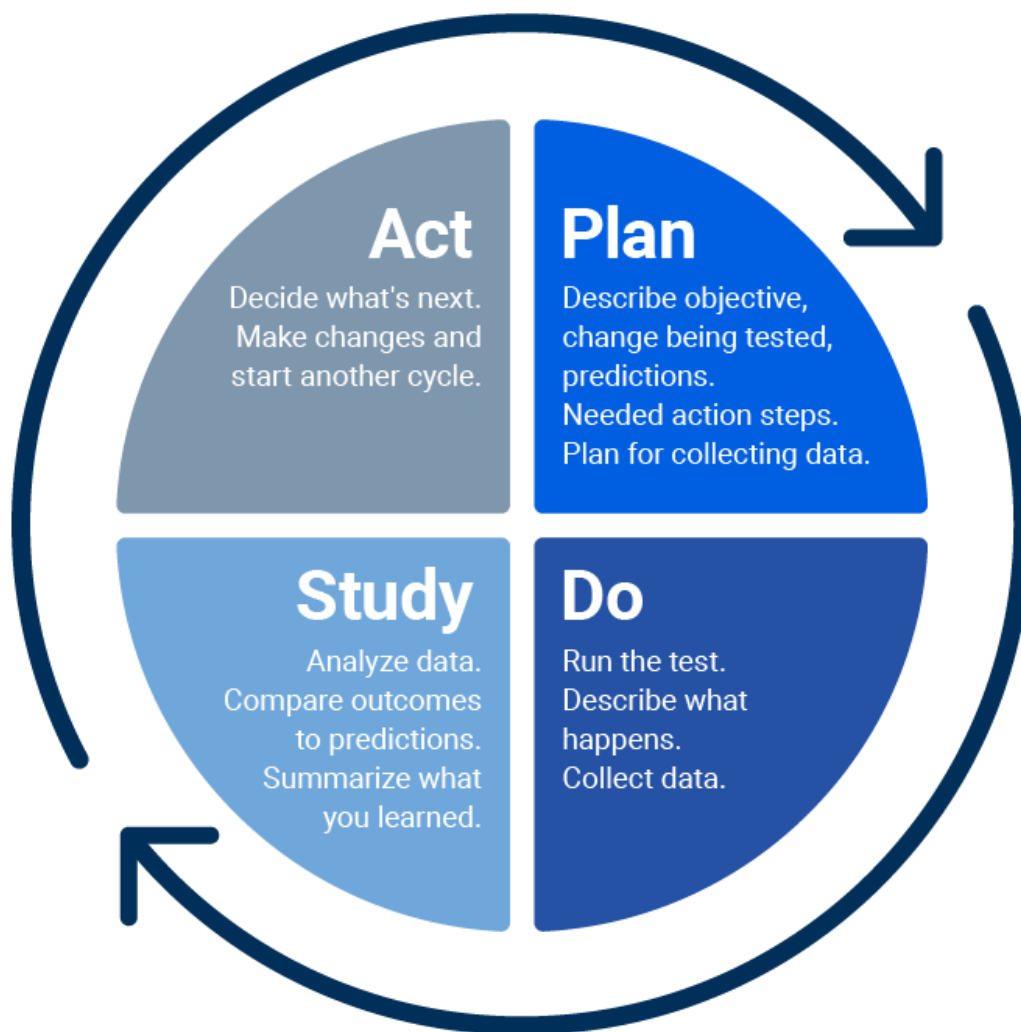 Act
Decide what's next.
Make changes and
start another cycle.
Plan
Describe objective,
change being tested,
predictions.
Needed action steps.
Plan for collecting data.
Study
Analyze data.
Compare outcomes
to predictions.
Summarize what
you learned.
Do
Run the test.
Describe what
happens.
Collect data.